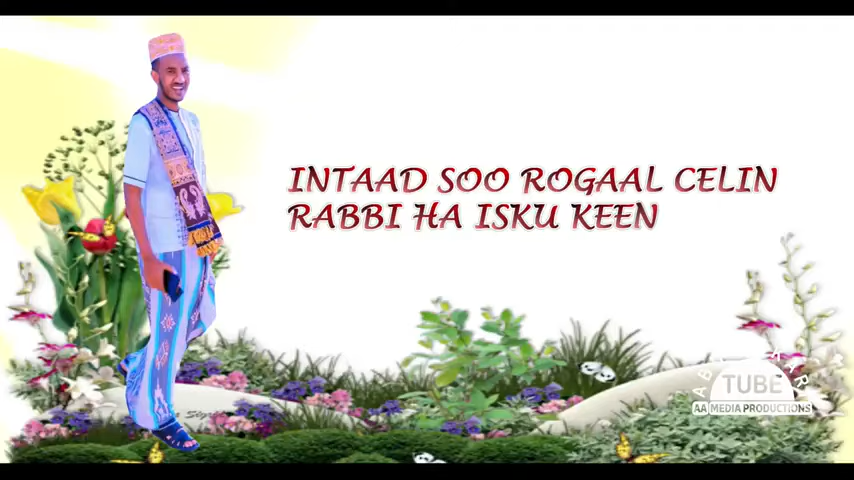 INTAAD SOO ROGAAL CELIN
RABBI HA ISKU KEEN
TUBE
AA MEDIA PRODUCTIONS